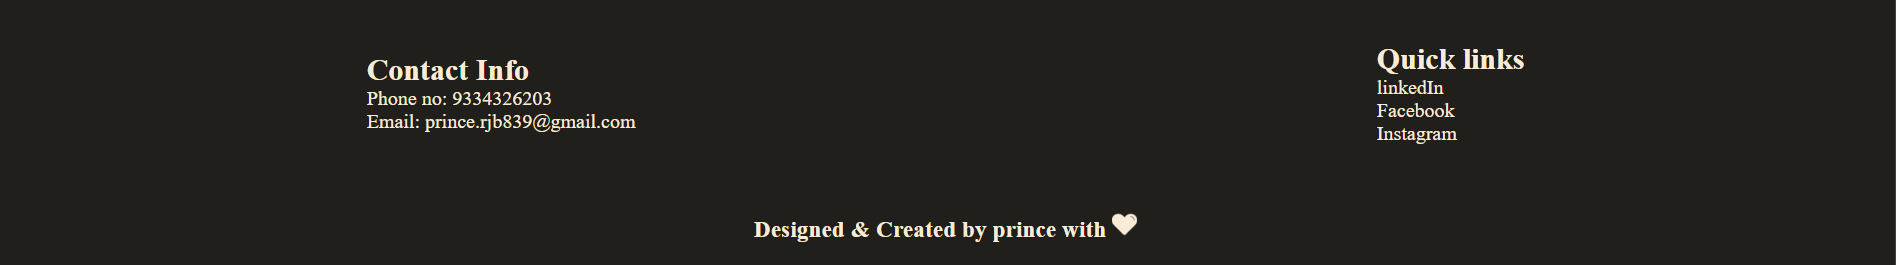 Contact Info
Phone no: 9334326203
Email: prince.rjb839@gmail.com
Quick links
linkedIn
Facebook
Instagram
Designed & Created by prince with